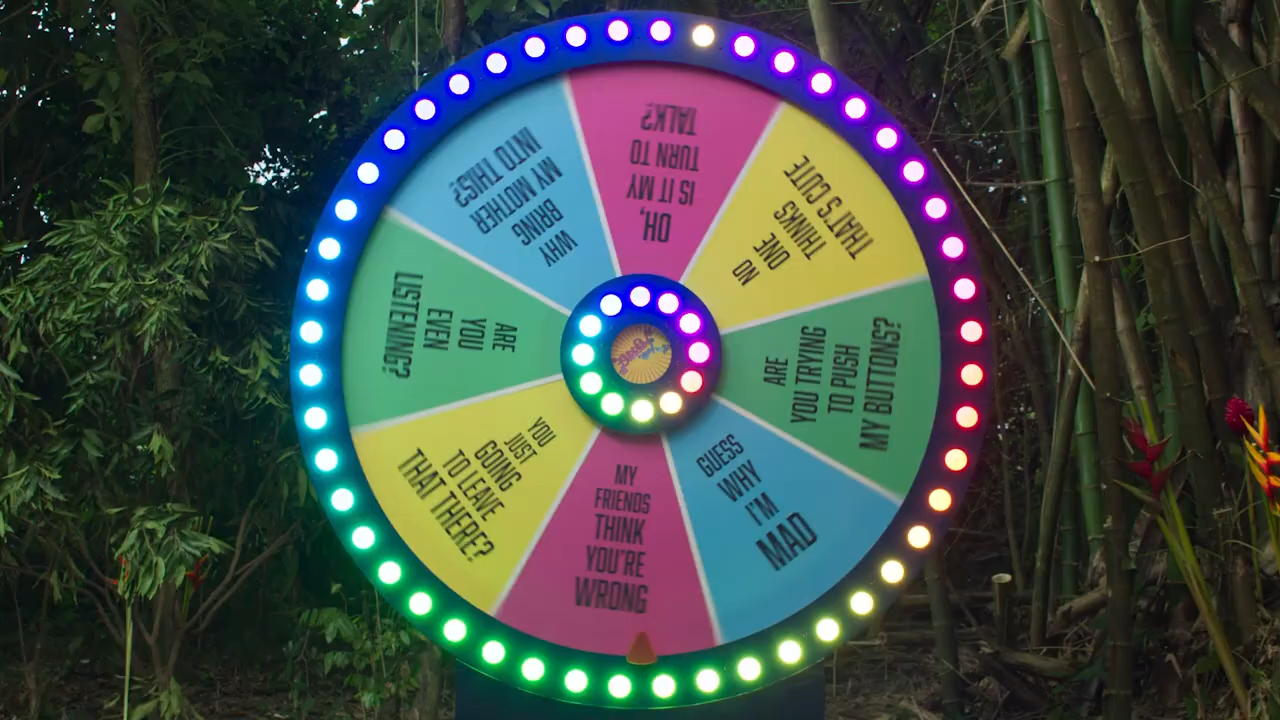 OH,
IS IT MY
TURN TO
TALK?
NO
ONE
THINKS
THAT'S CUTE
ARE
YOU TRYING
TO PUSH
MY BUTTONS?
GUESS
WHY
I'M
MAD
MY
FRIENDS
THINK
YOU'RE
WRONG
YOU
JUST
GOING
TO LEAVE
THAT THERE?
ARE
YOU
EVEN
LISTENING?
WHY
BRING
MY MOTHER
INTO THIS?